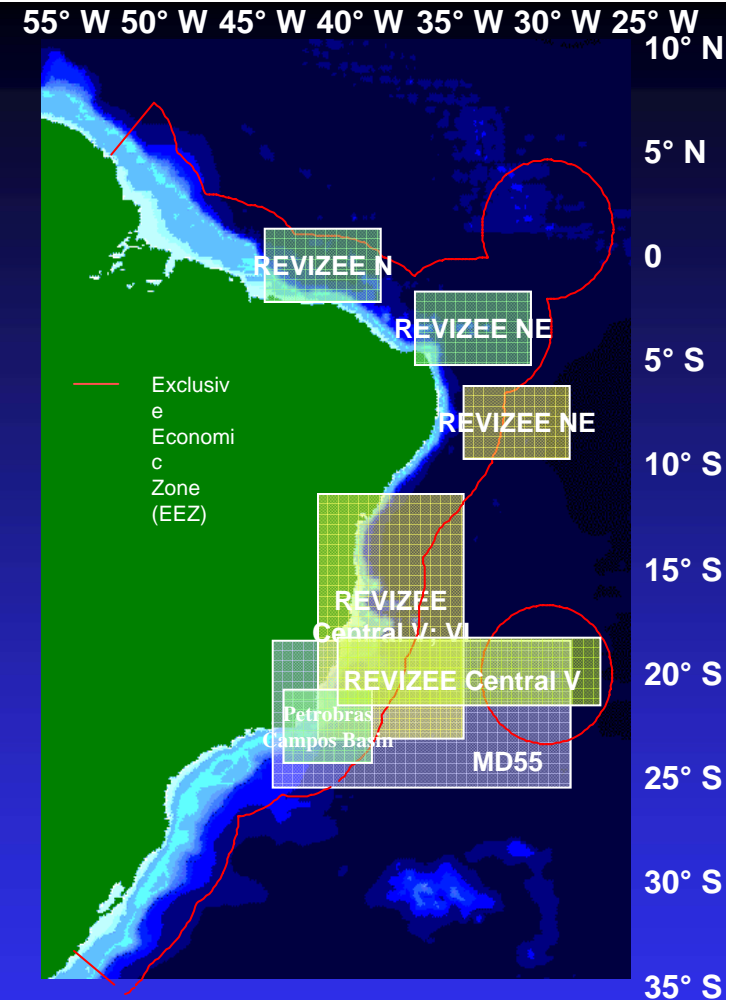 55° W 50° W 45° W 40° W 35° W 30° W 25° W
10° N
5° N
0
REVIZEE N
REVIZEE NE
5° S
Exclusiv
e
Economi
c
Zone
(EEZ)
REVIZEE NE
10° S
15° S
REVIZEE
Central V; VI
20° S
REVIZEE Central V
Petrobras
Campos Basin
MD55
25° S
30° S
35° S